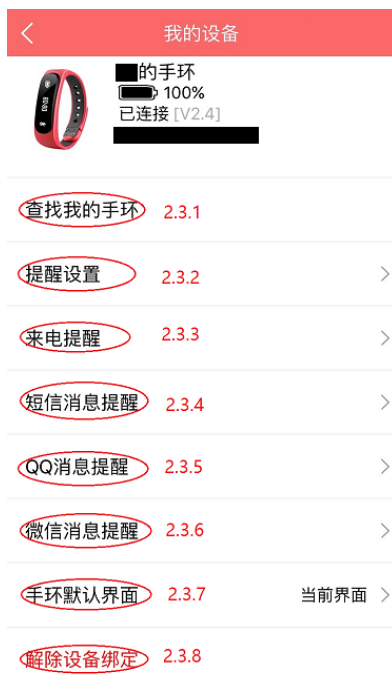 我的设备
的手环
100%
已连接 [V2.4]
查找我的手环 2.3.1
提醒设置 2.3.2
来电提醒 2.3.3
短信消息提醒 2.3.4
QQ消息提醒 2.3.5
微信消息提醒 2.3.6
手环默认界面 2.3.7 当前界面
解除设备绑定 2.3.8